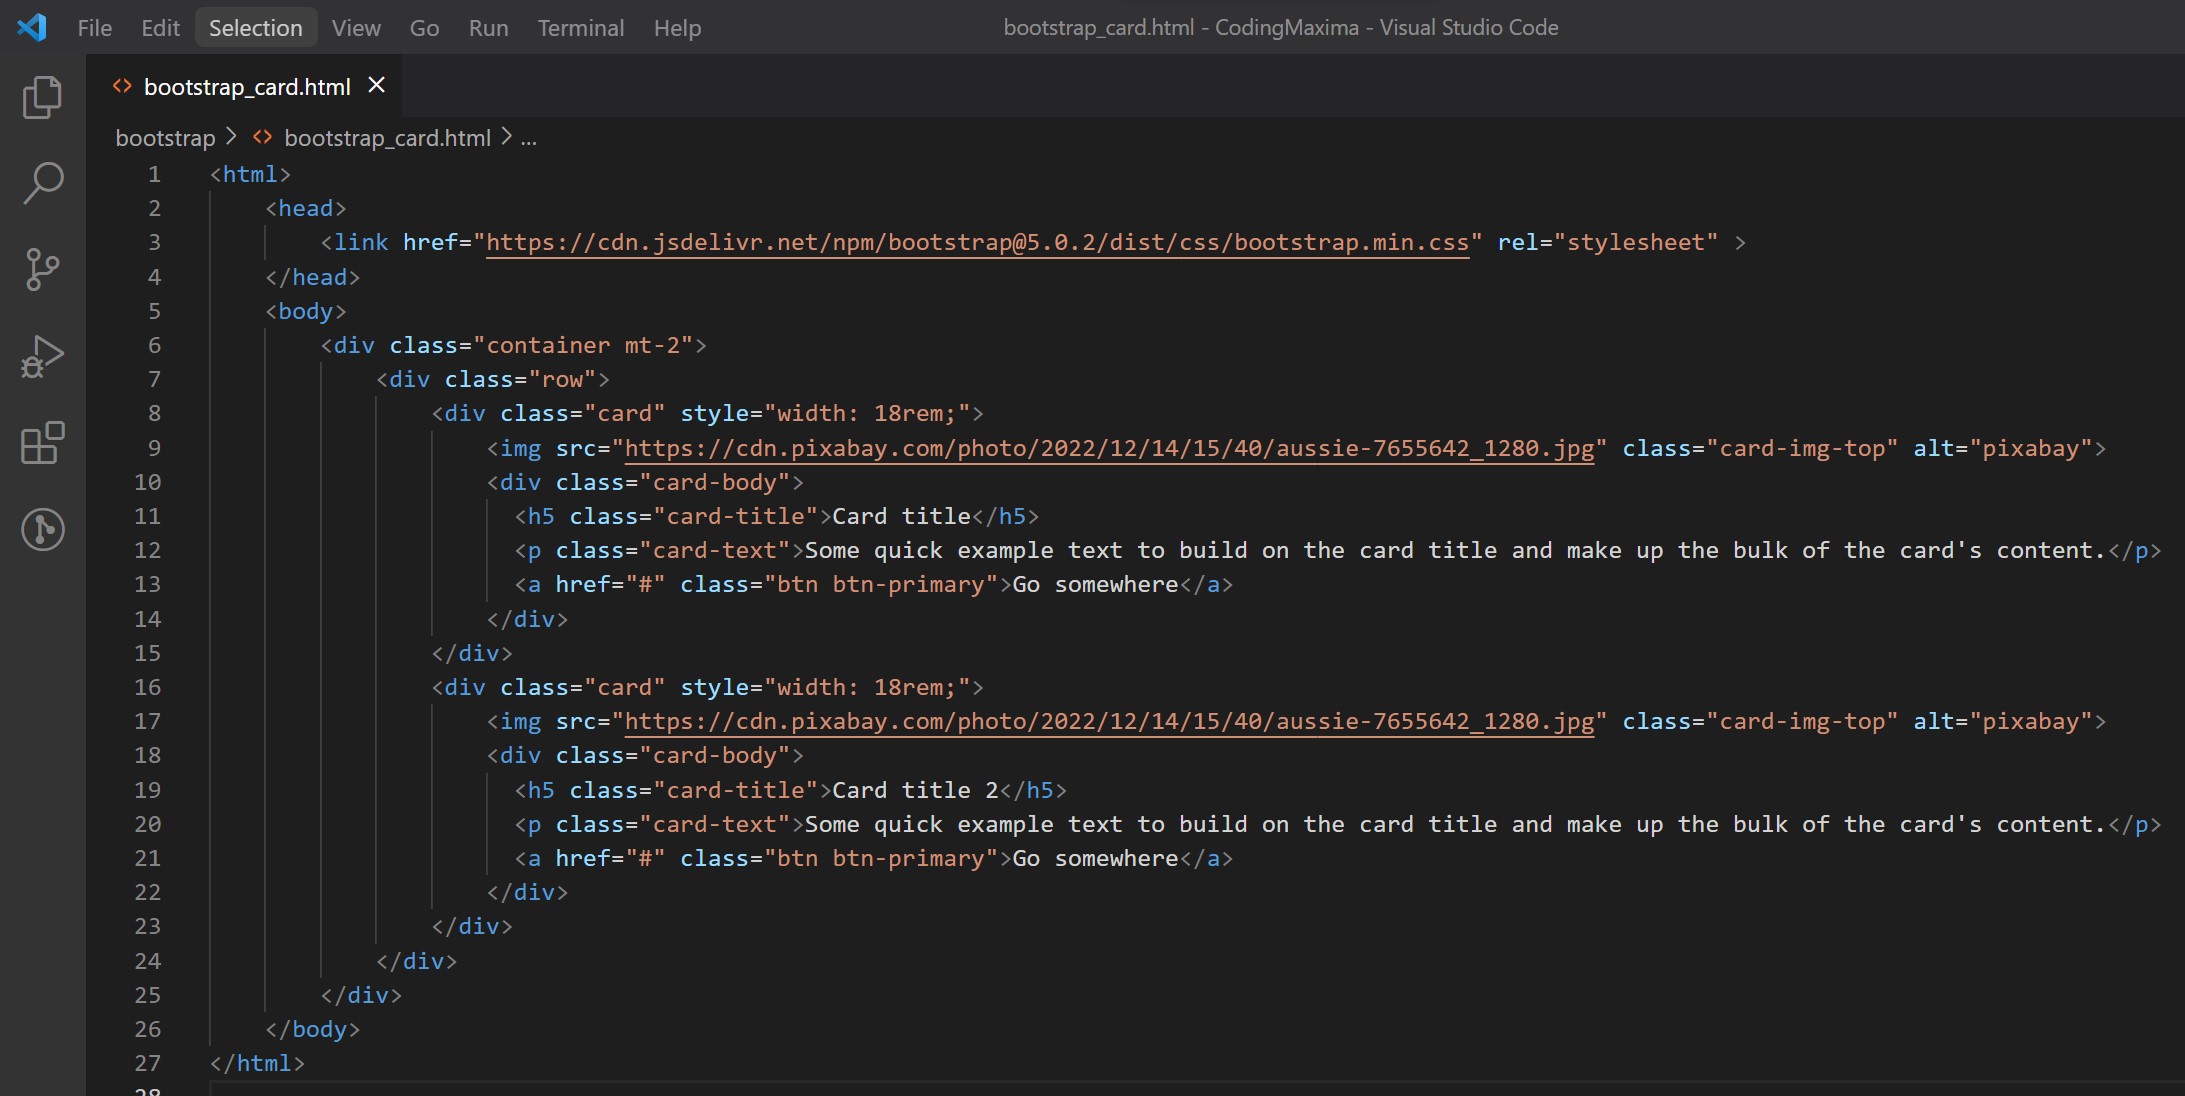 File Edit Selection View Go Run Terminal Help bootstrap_card.html - CodingMaxima - Visual Studio Code
<> bootstrap_card.html ×
bootstrap > <> bootstrap_card.html > ...
1 <html>
2     <head>
3         <link href="https://cdn.jsdelivr.net/npm/bootstrap@5.0.2/dist/css/bootstrap.min.css" rel="stylesheet" >
4     </head>
5     <body>
6         <div class="container mt-2">
7             <div class="row">
8                 <div class="card" style="width: 18rem;">
9                     <img src="https://cdn.pixabay.com/photo/2022/12/14/15/40/aussie-7655642_1280.jpg" class="card-img-top" alt="pixabay">
10                     <div class="card-body">
11                       <h5 class="card-title">Card title</h5>
12                       <p class="card-text">Some quick example text to build on the card title and make up the bulk of the card's content.</p>
13                       <a href="#" class="btn btn-primary">Go somewhere</a>
14                     </div>
15                 </div>
16                 <div class="card" style="width: 18rem;">
17                     <img src="https://cdn.pixabay.com/photo/2022/12/14/15/40/aussie-7655642_1280.jpg" class="card-img-top" alt="pixabay">
18                     <div class="card-body">
19                       <h5 class="card-title">Card title 2</h5>
20                       <p class="card-text">Some quick example text to build on the card title and make up the bulk of the card's content.</p>
21                       <a href="#" class="btn btn-primary">Go somewhere</a>
22                     </div>
23                 </div>
24             </div>
25         </div>
26     </body>
27 </html>
28